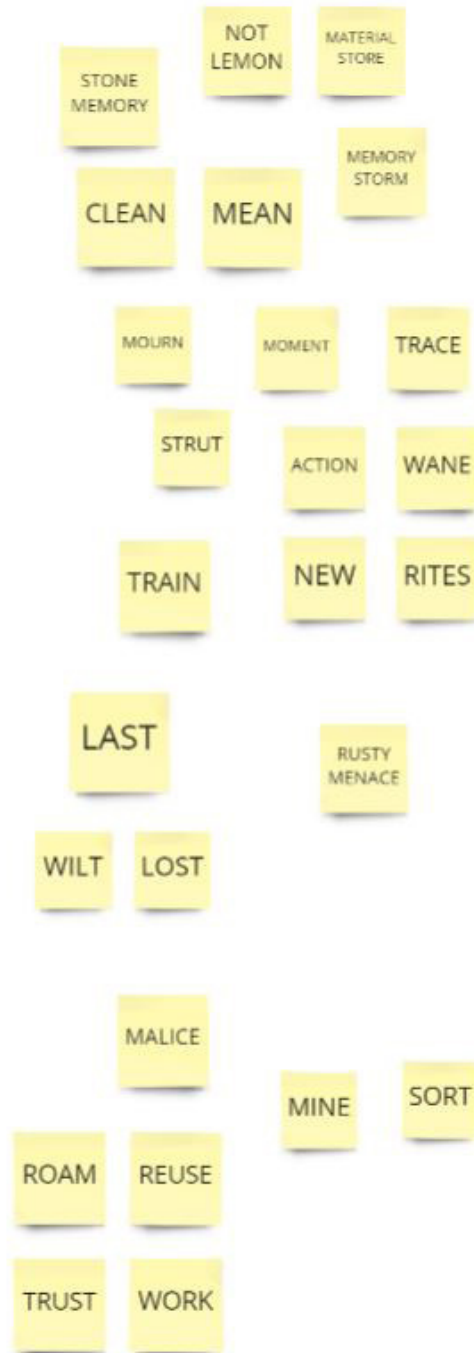 NOT
LEMON
MATERIAL
STORE
STONE
MEMORY
MEMORY
STORM
CLEAN
MEAN
MOURN
MOMENT
TRACE
STRUT
ACTION
WANE
TRAIN
NEW
RITES
LAST
RUSTY
MENACE
WILT
LOST
MALICE
MINE
SORT
ROAM
REUSE
TRUST
WORK